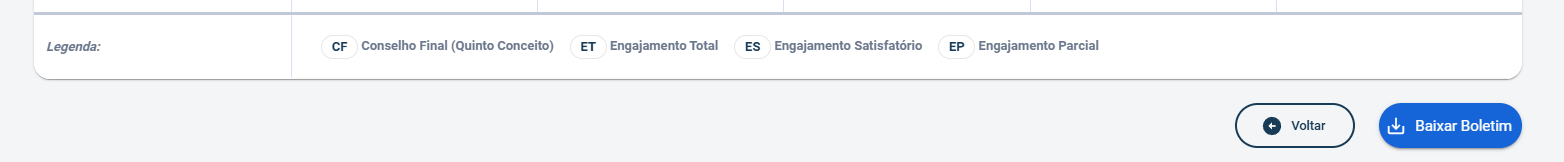 Legenda: CF Conselho Final (Quinto Conceito) ET Engajamento Total ES Engajamento Satisfatório EP Engajamento Parcial
Voltar Baixar Boletim